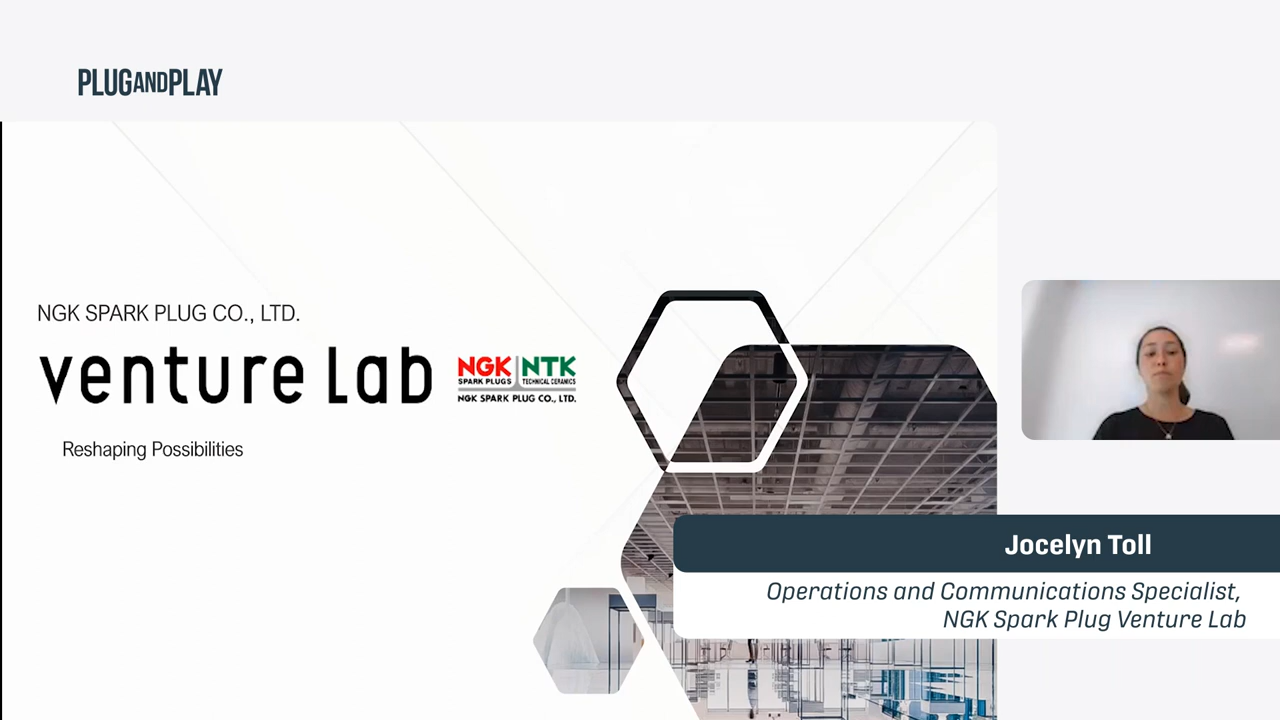 PLUGANDPLAY
NGK SPARK PLUG CO., LTD.
venture Lab
NGK NTK
SPARK PLUGS TECHNICAL CERAMICS
NGK SPARK PLUG CO., LTD.
Reshaping Possibilities
Jocelyn Toll
Operations and Communications Specialist,
NGK Spark Plug Venture Lab